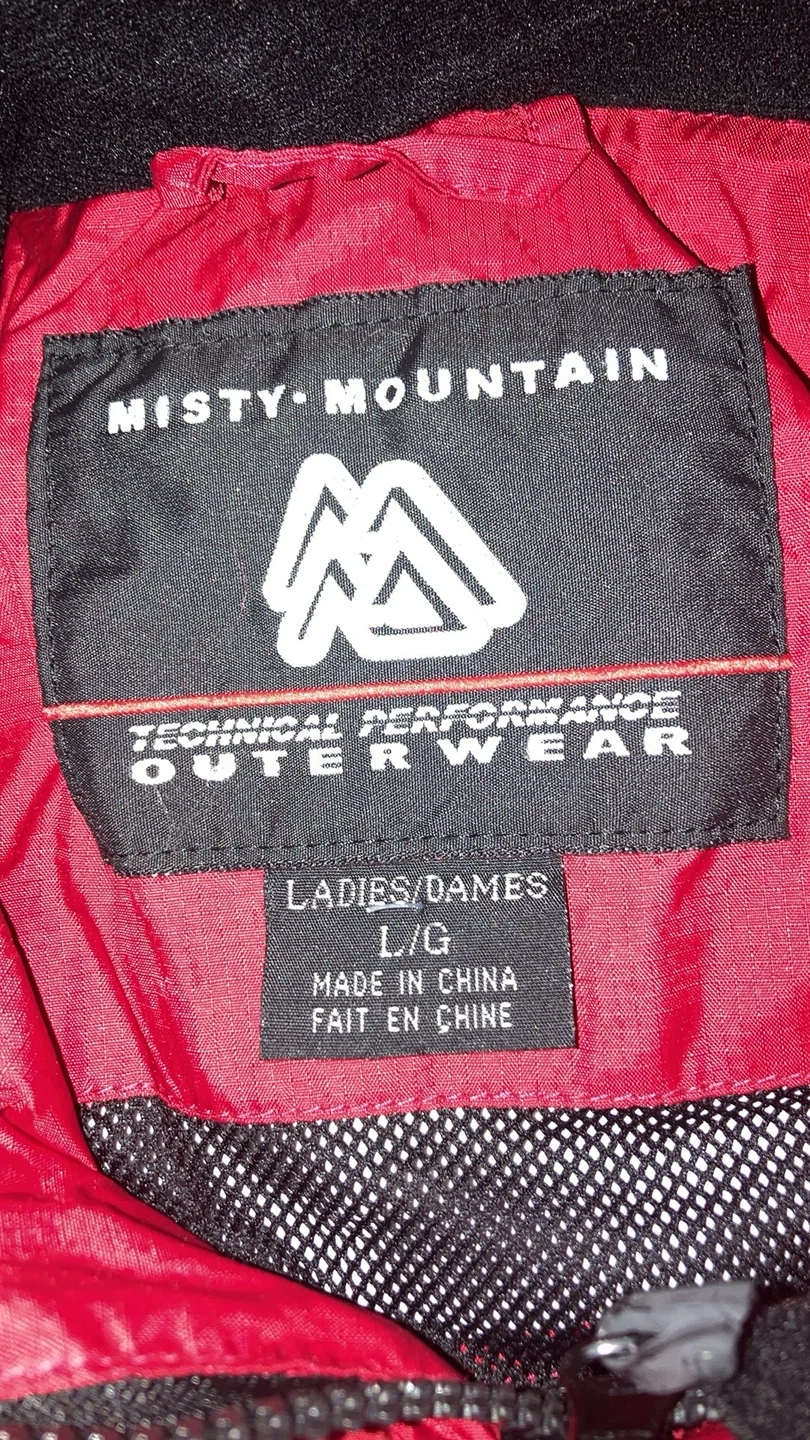 MISTY·MOUNTAIN
TECHNICAL PERFORMANCE
OUTERWEAR
LADIES/DAMES
L/G
MADE IN CHINA
FAIT EN CHINE